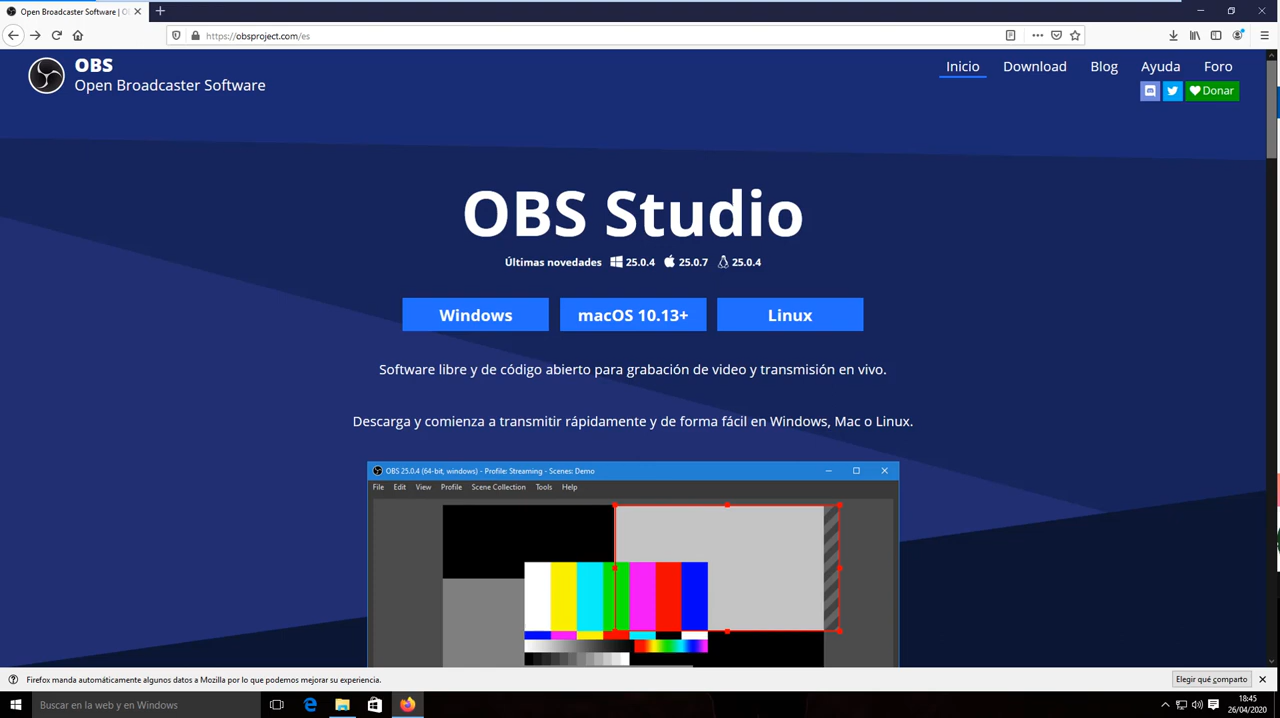 Open Broadcaster Software | O
https://obsproject.com/es
OBS
Open Broadcaster Software
Inicio
Download
Blog
Ayuda
Foro
Donar
OBS Studio
Últimas novedades 25.0.4 25.0.7 25.0.4
Windows
macOS 10.13+
Linux
Software libre y de código abierto para grabación de video y transmisión en vivo.
Descarga y comienza a transmitir rápidamente y de forma fácil en Windows, Mac o Linux.
OBS 25.0.4 (64-bit, windows) - Profile: Streaming - Scenes: Demo
File Edit View Profile Scene Collection Tools Help
Firefox manda automáticamente algunos datos a Mozilla por lo que podemos mejorar su experiencia.
Elegir qué comparto
Buscar en la web y en Windows
18:45
26/04/2020